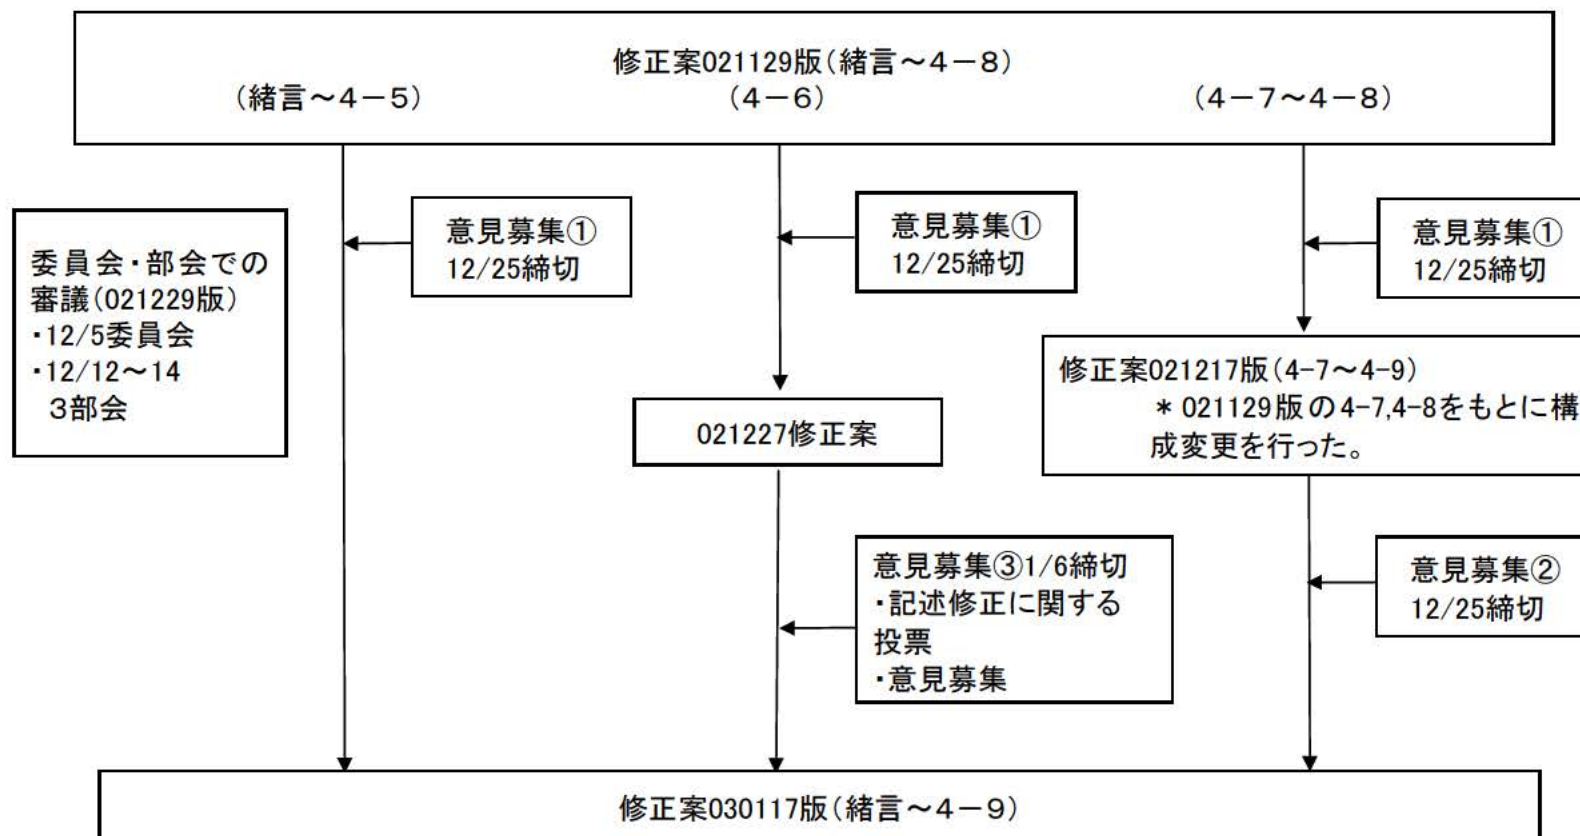 修正案021129版(緒言～4－8)
(緒言～4－5)
(4－6)
(4－7～4－8)
委員会・部会での
審議(021229版)
・12/5委員会
・12/12～14
3部会
意見募集①
12/25締切
意見募集①
12/25締切
意見募集①
12/25締切
修正案021217版(4-7～4-9)
＊021129版の4-7,4-8をもとに構
成変更を行った。
021227修正案
意見募集③1/6締切
・記述修正に関する
投票
・意見募集
意見募集②
12/25締切
修正案030117版(緒言～4－9)